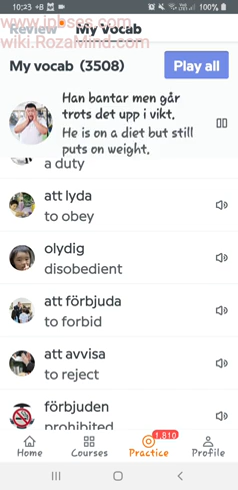 10:23
100%
www.inoses.com
Review
My Vocab
wiki.RozaMind.com
My vocab (3508)
Play all
Han bantar men går
trots det upp i vikt.
He is on a diet but still
puts on weight.
a duty
att lyda
to obey
olydig
disobedient
att förbjuda
to forbid
att avvisa
to reject
förbjuden
prohibited
1,810
Home
Courses
Practice
Profile